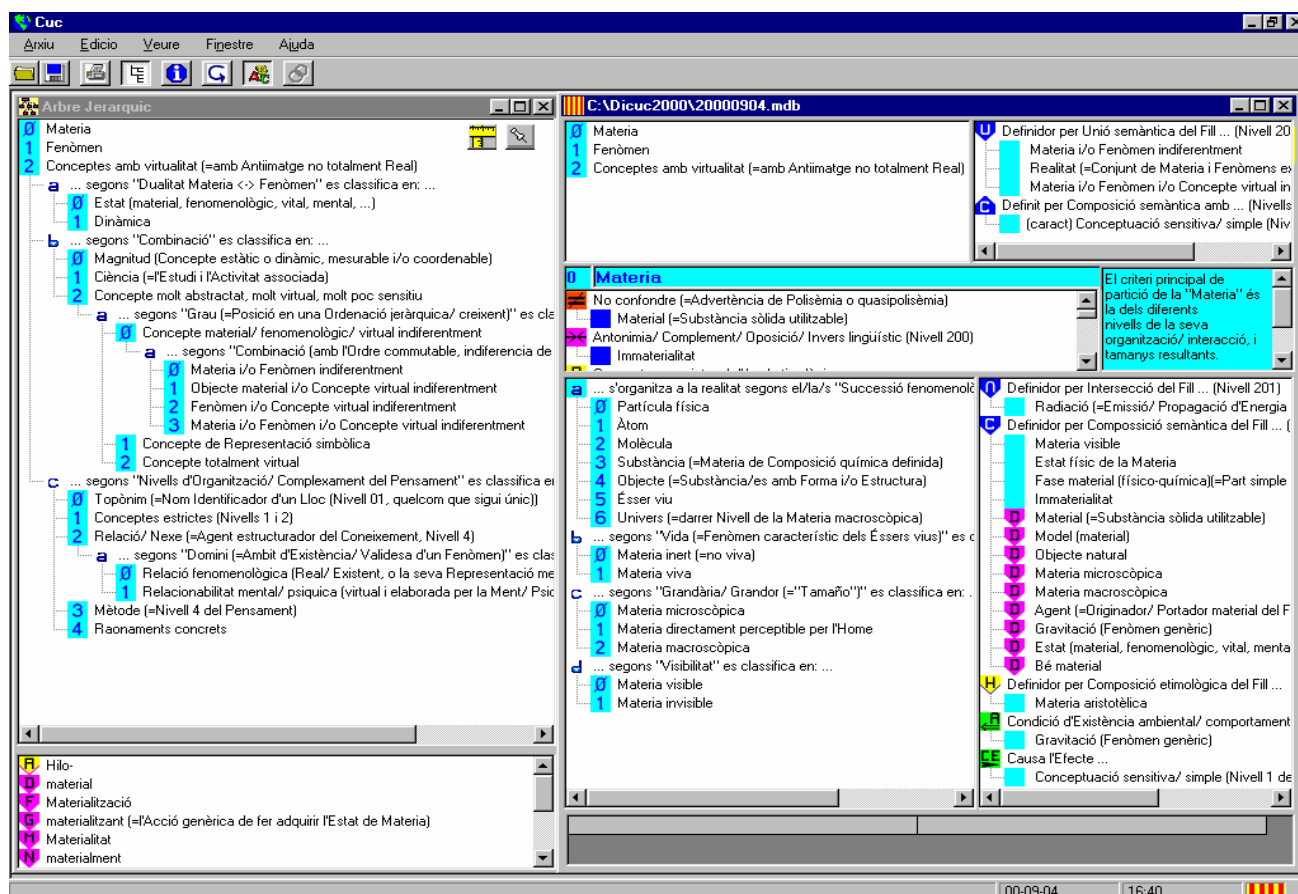 Cuc
Arxiu Edicio Veure Finestre Ajuda
Arbre Jerarquic
0 Materia
1 Fenòmen
2 Conceptes amb virtualitat (=amb Antiimatge no totalment Real)
a ... segons "Dualitat Materia <-> Fenòmen" es classifica en: ...
0 Estat (material, fenomenològic, vital, mental, ...)
1 Dinàmica
b ... segons "Combinació" es classifica en: ...
0 Magnitud (Concepte estàtic o dinàmic, mesurable i/o coordenable)
1 Ciència (=l'Estudi i l'Activitat associada)
2 Concepte molt abstractat, molt virtual, molt poc sensitiu
a ... segons "Grau (=Posició en una Ordenació jeràrquica/ creixent)" es cla
0 Concepte material/ fenomenològic/ virtual indiferentment
a ... segons "Combinació (amb l'Ordre commutable, indiferencia de
0 Materia i/o Fenòmen indiferentment
1 Objecte material i/o Concepte virtual indiferentment
2 Fenòmen i/o Concepte virtual indiferentment
3 Materia i/o Fenòmen i/o Concepte virtual indiferentment
1 Concepte de Representació simbòlica
2 Concepte totalment virtual
c ... segons "Nivells d'Organització/ Complexament del Pensament" es classifica e
0 Topònim (=Nom Identificador d'un Lloc (Nivell 01, quelcom que sigui únic))
1 Conceptes estrictes (Nivells 1 i 2)
2 Relació/ Nexe (=Agent estructurador del Coneixement, Nivell 4)
a ... segons "Domini (=Ambit d'Existència/ Validesa d'un Fenòmen)" es clas
0 Relació fenomenològica (Real/ Existent, o la seva Representació me
1 Relacionabilitat mental/ psiquica (virtual i elaborada per la Ment/ Psic
3 Mètode (=Nivell 4 del Pensament)
4 Raonaments concrets
A Hilo-
D material
F Materialització
G materialitzant (=l'Acció genèrica de fer adquirir l'Estat de Materia)
M Materialitat
N materialment
C:\Dicuc2000\20000904.mdb
0 Materia
1 Fenòmen
2 Conceptes amb virtualitat (=amb Antiimatge no totalment Real)
U Definidor per Unió semàntica del Fill ... (Nivell 20
Materia i/o Fenòmen indiferentment
Realitat (=Conjunt de Materia i Fenòmens ex
Materia i/o Fenòmen i/o Concepte virtual in
C Definit per Composició semàntica amb ... (Nivells
(caract) Conceptuació sensitiva/ simple (Niv
0 Materia
No confondre (=Advertència de Polisèmia o quasipolisèmia)
Material (=Substància sòlida utilitzable)
Antonimia/ Complement/ Oposició/ Invers lingüístic (Nivell 200)
Immaterialitat
El criteri principal de
partició de la "Materia" és
la dels diferents
nivells de la seva
organització/ interacció, i
tamanys resultants.
a ... s'organitza a la realitat segons el/la/s "Successió fenomenolò
0 Partícula física
1 Àtom
2 Molècula
3 Substància (=Materia de Composició química definida)
4 Objecte (=Substància/es amb Forma i/o Estructura)
5 Ésser viu
6 Univers (=darrer Nivell de la Materia macroscòpica)
b ... segons "Vida (=Fenòmen característic dels Éssers vius)" es c
0 Materia inert (=no viva)
1 Materia viva
c ... segons "Grandària/ Grandor (="Tamaño")" es classifica en: .
0 Materia microscòpica
1 Materia directament perceptible per l'Home
2 Materia macroscòpica
d ... segons "Visibilitat" es classifica en: ...
0 Materia visible
1 Materia invisible
Definidor per Intersecció del Fill ... (Nivell 201)
Radiació (=Emissió/ Propagació d'Energia
C Definidor per Compossició semàntica del Fill ... (
Materia visible
Estat físic de la Materia
Fase material (físico-química)(=Part simple
Immaterialitat
D Material (=Substància sòlida utilitzable)
D Model (material)
D Objecte natural
D Materia microscòpica
D Materia macroscòpica
D Agent (=Originador/ Portador material del F
D Gravitació (Fenòmen genèric)
D Estat (material, fenomenològic, vital, menta
D Bé material
H Definidor per Composició etimològica del Fill ...
Materia aristotèlica
A Condició d'Existència ambiental/ comportament
Gravitació (Fenòmen genèric)
CE Causa l'Efecte ...
Conceptuació sensitiva/ simple (Nivell 1 de
00-09-04 16:40